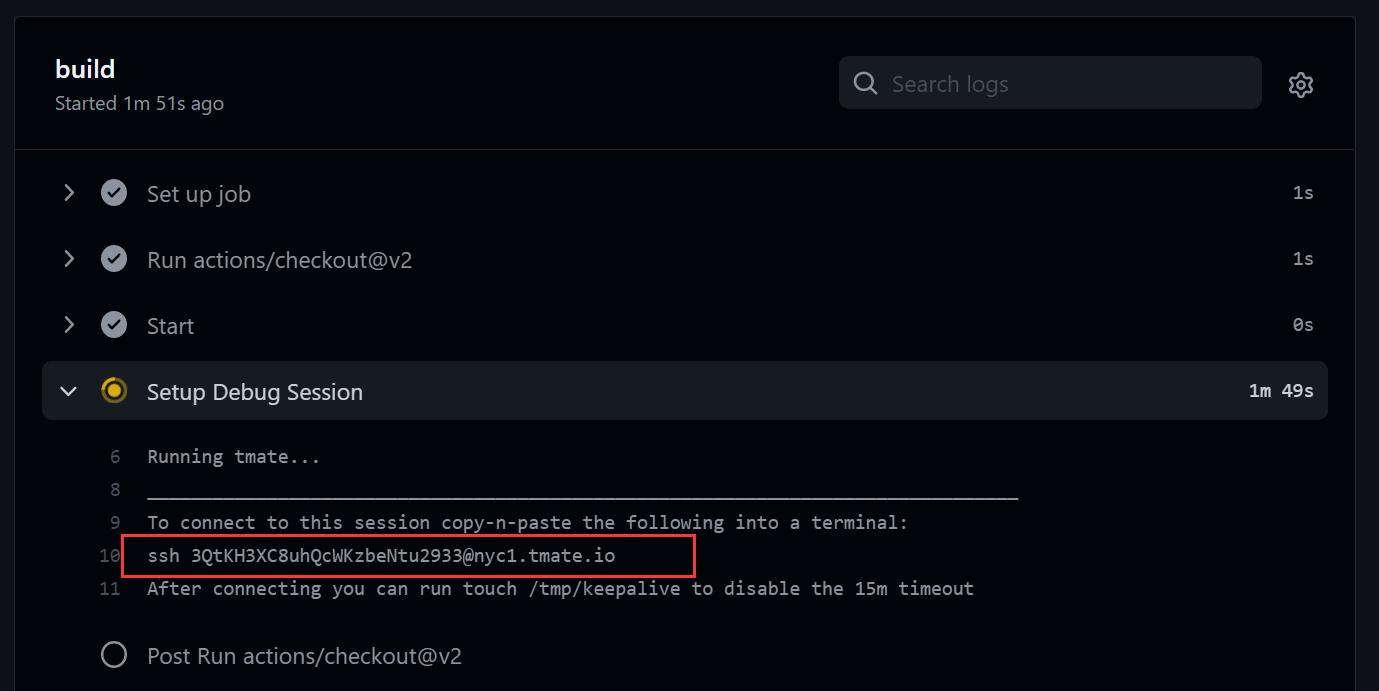 build
Started 1m 51s ago
Search logs
Set up job 1s
Run actions/checkout@v2 1s
Start 0s
Setup Debug Session 1m 49s
6 Running tmate...
8 ________________________________________________________________________________
9 To connect to this session copy-n-paste the following into a terminal:
10 ssh 3QtKH3XC8uhQcWKzbeNtu2933@nyc1.tmate.io
11 After connecting you can run touch /tmp/keepalive to disable the 15m timeout
Post Run actions/checkout@v2